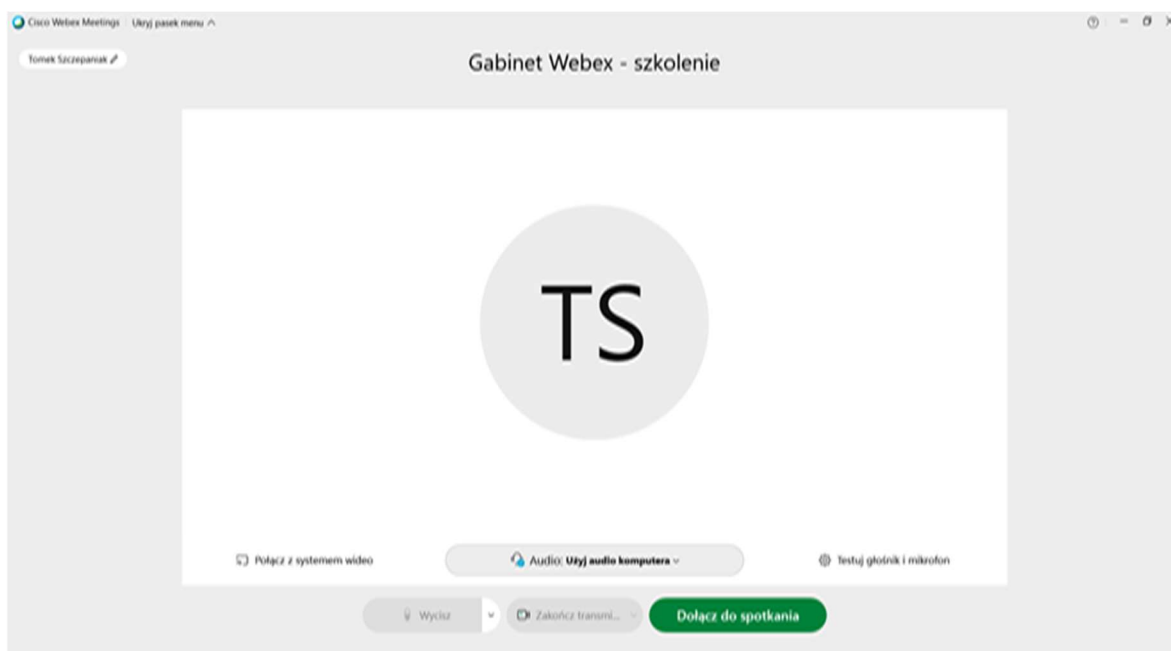 Cisco Webex Meetings Ukryj pasek menu
Tomek Szczepaniak
Gabinet Webex - szkolenie
TS
Połącz z systemem wideo
Audio: Użyj audio komputera
Testuj głośnik i mikrofon
Wycisz
Zakończ transmi...
Dołącz do spotkania